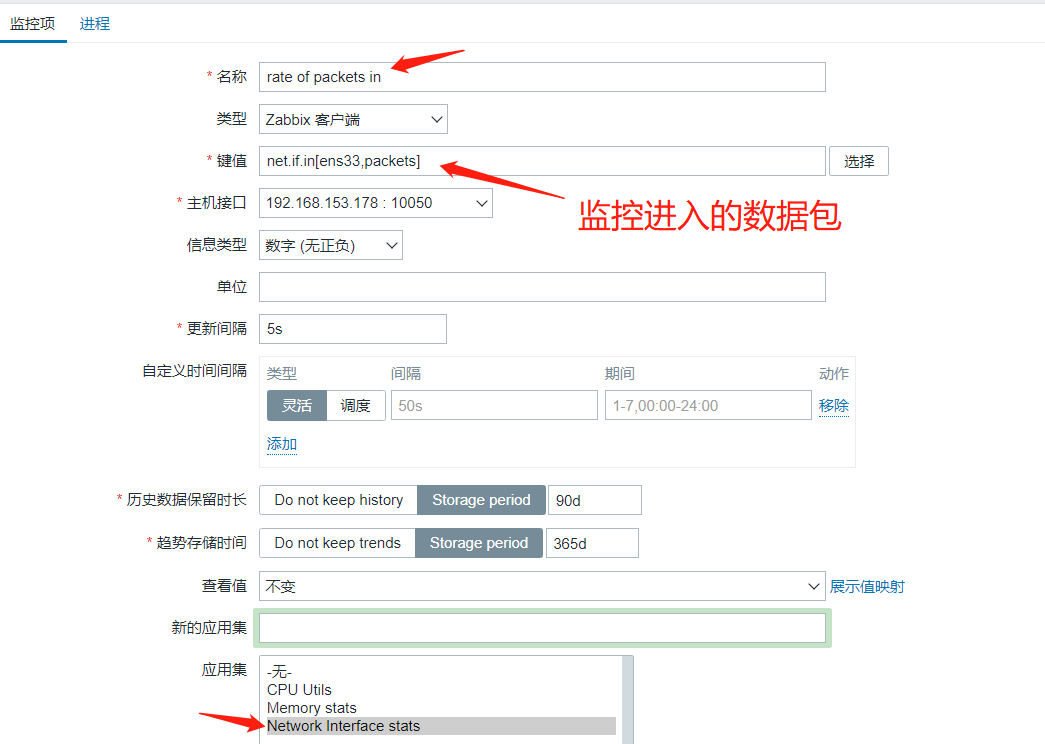 监控项 进程
* 名称 rate of packets in
类型 Zabbix 客户端
* 键值 net.if.in[ens33,packets] 选择
* 主机接口 192.168.153.178 : 10050
监控进入的数据包
信息类型 数字 (无正负)
单位
* 更新间隔 5s
自定义时间间隔 类型 间隔 期间 动作
灵活 调度 50s 1-7,00:00-24:00 移除
添加
* 历史数据保留时长 Do not keep history Storage period 90d
* 趋势存储时间 Do not keep trends Storage period 365d
查看值 不变 展示值映射
新的应用集
应用集 -无-
CPU Utils
Memory stats
Network Interface stats